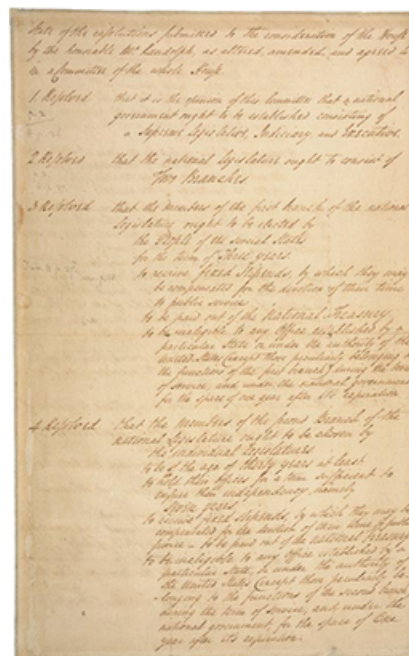 State of the resolutions submitted to the consideration of the House
by the honorable Mr. Randolph, as altered, amended, and agreed to
in a Committee of the whole House.
1. Resolved that it is the opinion of this Committee that a national
government ought to be established consisting of
a Supreme Legislative, Judiciary, and Executive.
2 Resolved that the national Legislature ought to consist of
Two Branches
3 Resolved that the members of the first branch of the national
Legislature ought to be elected by
the People of the several States
for the term of Three years.
to receive fixed stipends, by which they may
be compensated for the devotion of their time
to public service
to be paid out of the National Treasury.
to be ineligible to any Office established by a
particular State or under the authority of the
United States (except those peculiarly belonging to
the functions of the first branch) during the term
of service, and under the national government
for the space of one year after its expiration.
4. Resolved that the members of the Branch of the
national Legislature ought to be chosen by
the individual Legislatures
to be of the age of thirty years at least.
to hold their offices for a term sufficient to
ensure their independency, namely
years
to receive fixed stipends, by which they may be
compensated for the devotion of their time to public
service - to be paid out of the national Treasury
to be ineligible to any Office established by a
particular State, or under the authority of
the United States (except those peculiarly be-
longing to the functions of the second branch)
during the term of service, and under the
national government, for the space of One
year after its expiration.